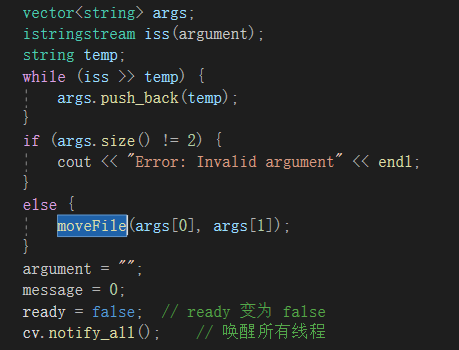 vector<string> args;
istringstream iss(argument);
string temp;
while (iss >> temp) {
    args.push_back(temp);
}
if (args.size() != 2) {
    cout << "Error: Invalid argument" << endl;
}
else {
    moveFile(args[0], args[1]);
}
argument = "";
message = 0;
ready = false;  // ready 变为 false
cv.notify_all();    // 唤醒所有线程